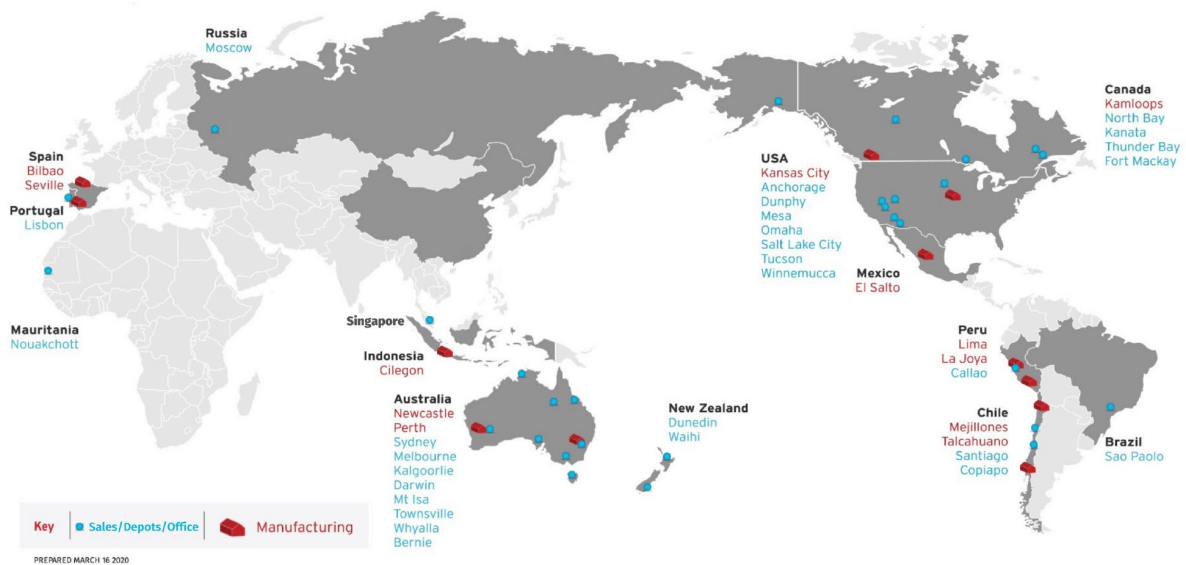 Russia
Moscow
Spain
Bilbao
Seville
Portugal
Lisbon
Mauritania
Nouakchott
Singapore
Indonesia
Cilegon
Australia
Newcastle
Perth
Sydney
Melbourne
Kalgoorlie
Darwin
Mt Isa
Townsville
Whyalla
Bernie
New Zealand
Dunedin
Waihi
USA
Kansas City
Anchorage
Dunphy
Mesa
Omaha
Salt Lake City
Tucson
Winnemucca
Canada
Kamloops
North Bay
Kanata
Thunder Bay
Fort Mackay
Mexico
El Salto
Peru
Lima
La Joya
Callao
Chile
Mejillones
Talcahuano
Santiago
Copiapo
Brazil
Sao Paolo
Key
Sales/Depots/Office
Manufacturing
PREPARED MARCH 16 2020